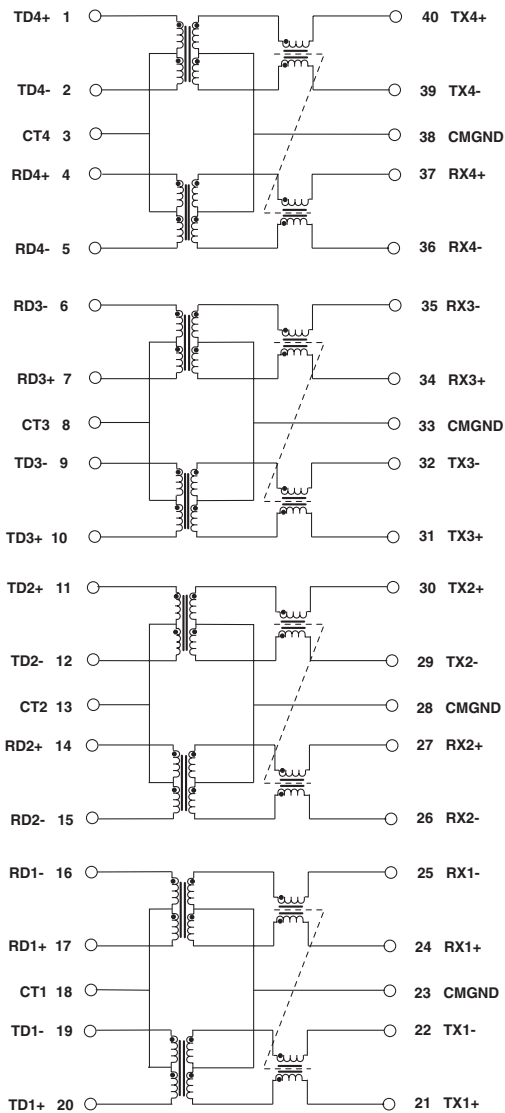 TD4+ 1 40 TX4+
TD4- 2 39 TX4-
CT4 3 38 CMGND
RD4+ 4 37 RX4+
RD4- 5 36 RX4-
RD3- 6 35 RX3-
RD3+ 7 34 RX3+
CT3 8 33 CMGND
TD3- 9 32 TX3-
TD3+ 10 31 TX3+
TD2+ 11 30 TX2+
TD2- 12 29 TX2-
CT2 13 28 CMGND
RD2+ 14 27 RX2+
RD2- 15 26 RX2-
RD1- 16 25 RX1-
RD1+ 17 24 RX1+
CT1 18 23 CMGND
TD1- 19 22 TX1-
TD1+ 20 21 TX1+